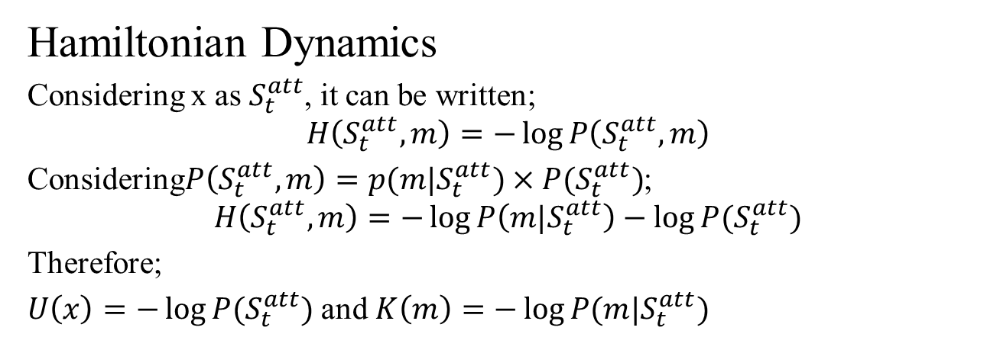 Hamiltonian Dynamics
Considering x as $S_t^{att}$, it can be written;
$H(S_t^{att}, m) = -\log P(S_t^{att}, m)$
Considering$P(S_t^{att}, m) = p(m|S_t^{att}) \times P(S_t^{att})$;
$H(S_t^{att}, m) = -\log P(m|S_t^{att}) - \log P(S_t^{att})$
Therefore;
$U(x) = -\log P(S_t^{att})$ and $K(m) = -\log P(m|S_t^{att})$